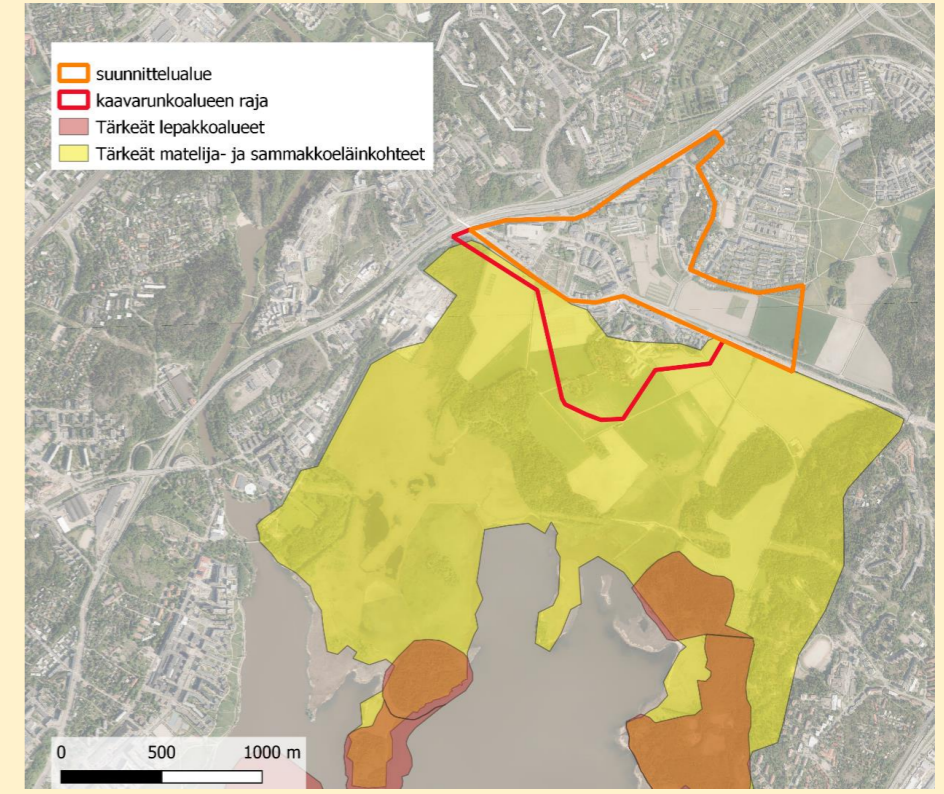 suunnittelualue
kaavarunkoalueen raja
Tärkeät lepakkoalueet
Tärkeät matelija- ja sammakkoeläinkohteet
0 500 1000 m